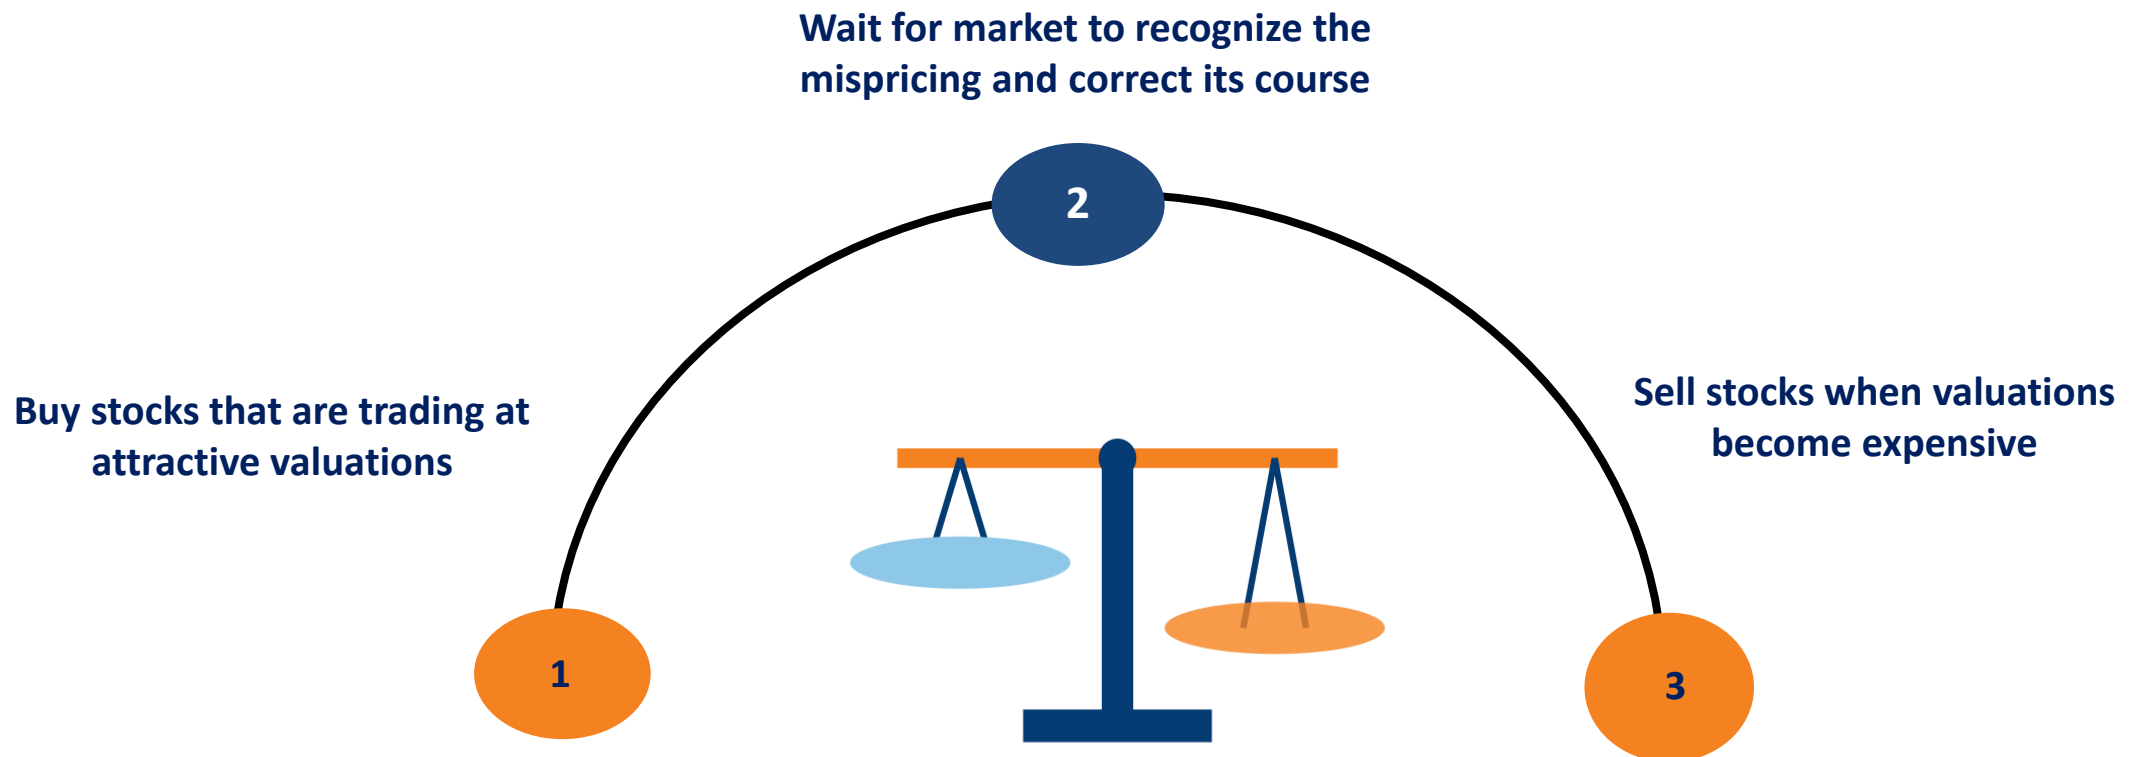 Wait for market to recognize the
mispricing and correct its course
2
Buy stocks that are trading at
attractive valuations
Sell stocks when valuations
become expensive
1
3